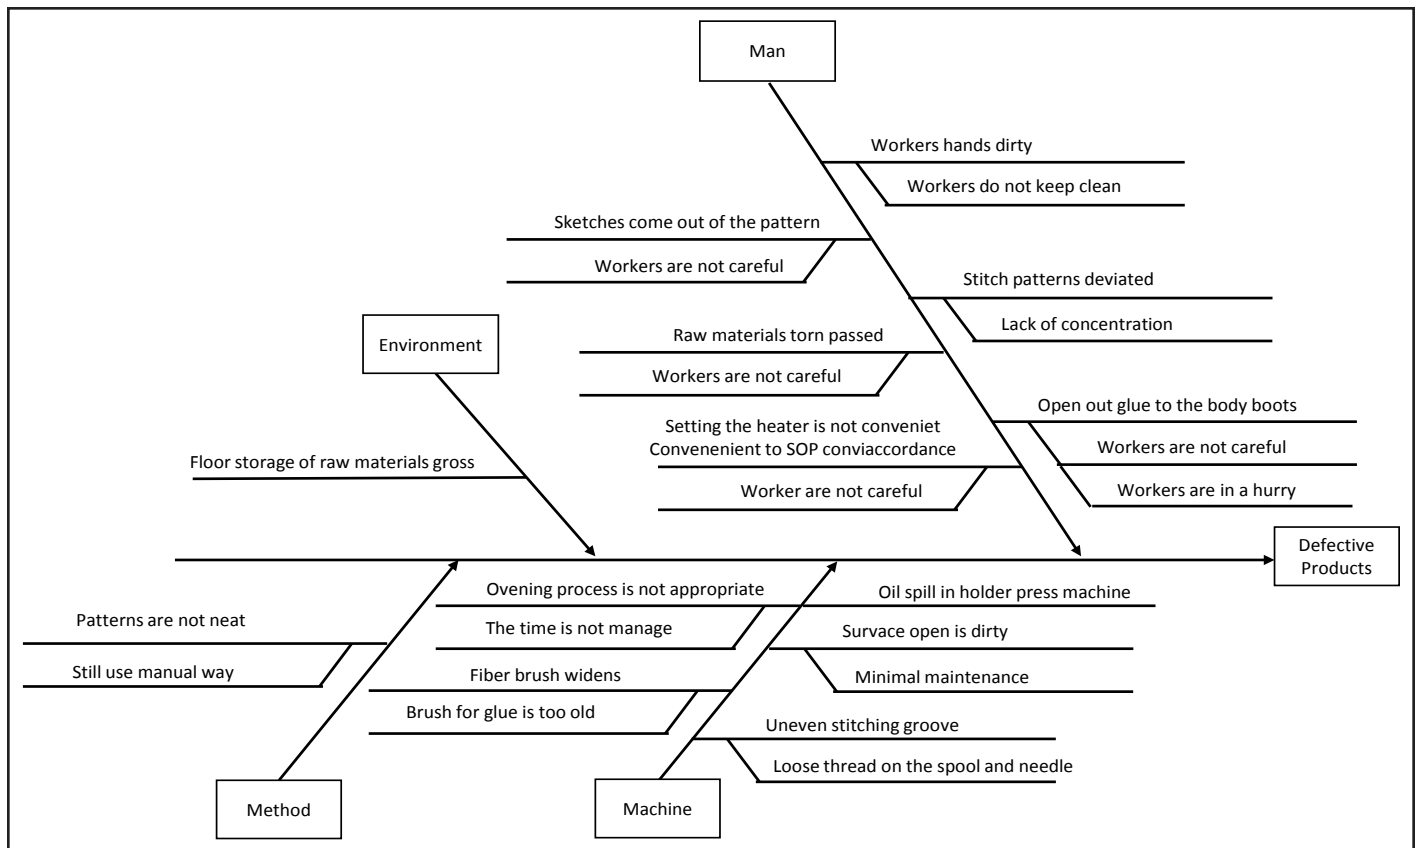 Man
Workers hands dirty
Workers do not keep clean
Sketches come out of the pattern
Workers are not careful
Stitch patterns deviated
Lack of concentration
Environment
Raw materials torn passed
Workers are not careful
Open out glue to the body boots
Workers are not careful
Workers are in a hurry
Setting the heater is not conveniet
Convenenient to SOP conviaccordance
Worker are not careful
Floor storage of raw materials gross
Defective
Products
Patterns are not neat
Still use manual way
Ovening process is not appropriate
The time is not manage
Oil spill in holder press machine
Survace open is dirty
Minimal maintenance
Fiber brush widens
Brush for glue is too old
Uneven stitching groove
Loose thread on the spool and needle
Method
Machine